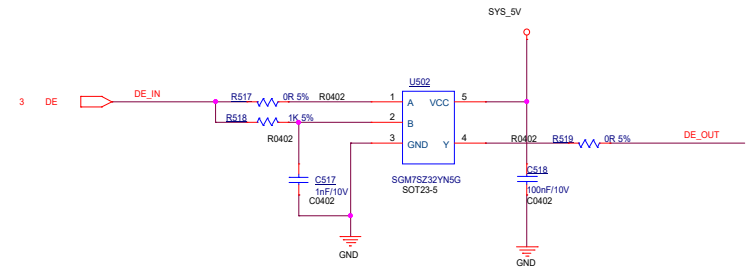 SYS_5V
U502
3 DE DE_IN R517 0R 5% R0402 1 A VCC 5
R518 1K 5% 2 B
R0402 3 GND Y 4 R0402 R519 0R 5% DE_OUT
C517 SGM7SZ32YN5G C518
1nF/10V SOT23-5 100nF/10V
C0402 C0402
GND GND